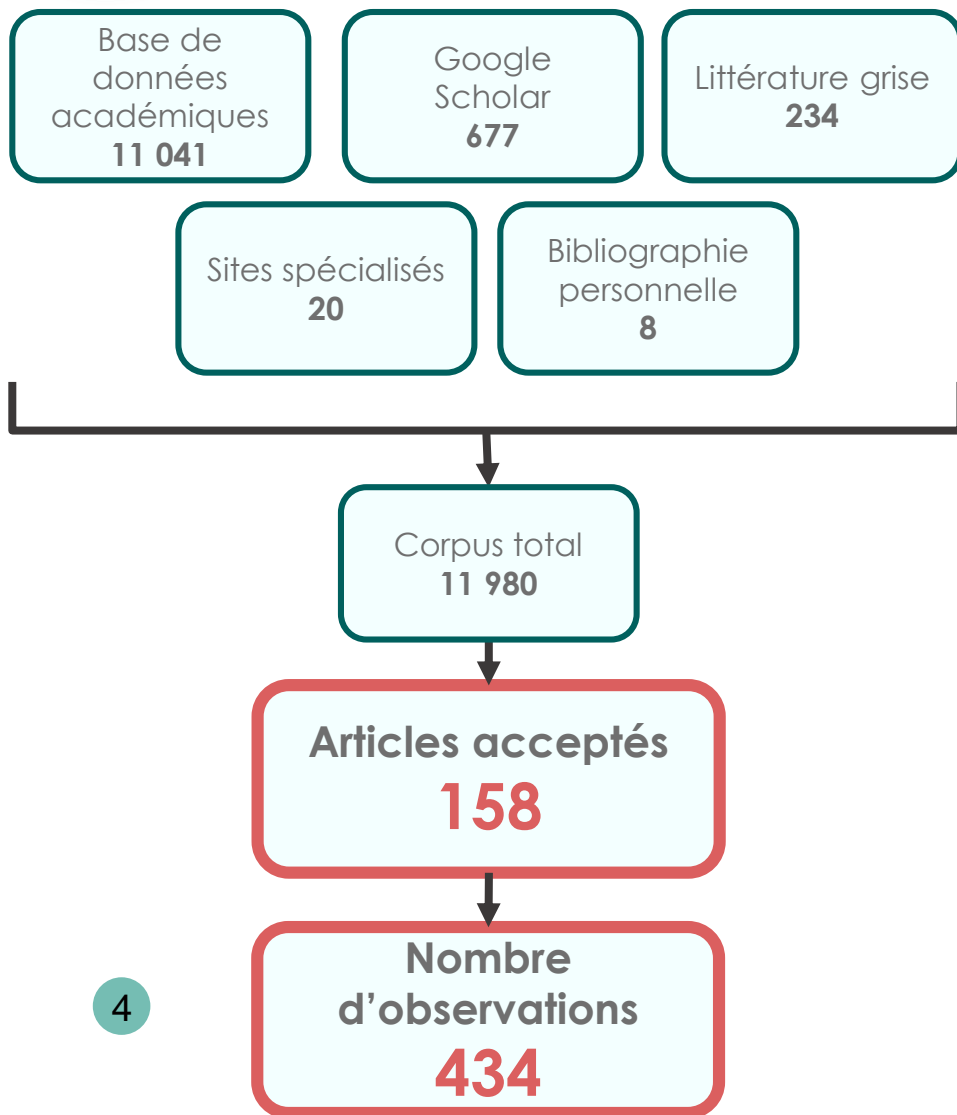 Base de
données
académiques
11 041
Google
Scholar
677
Littérature grise
234
Sites spécialisés
20
Bibliographie
personnelle
8
Corpus total
11 980
Articles acceptés
158
Nombre
d’observations
434
4